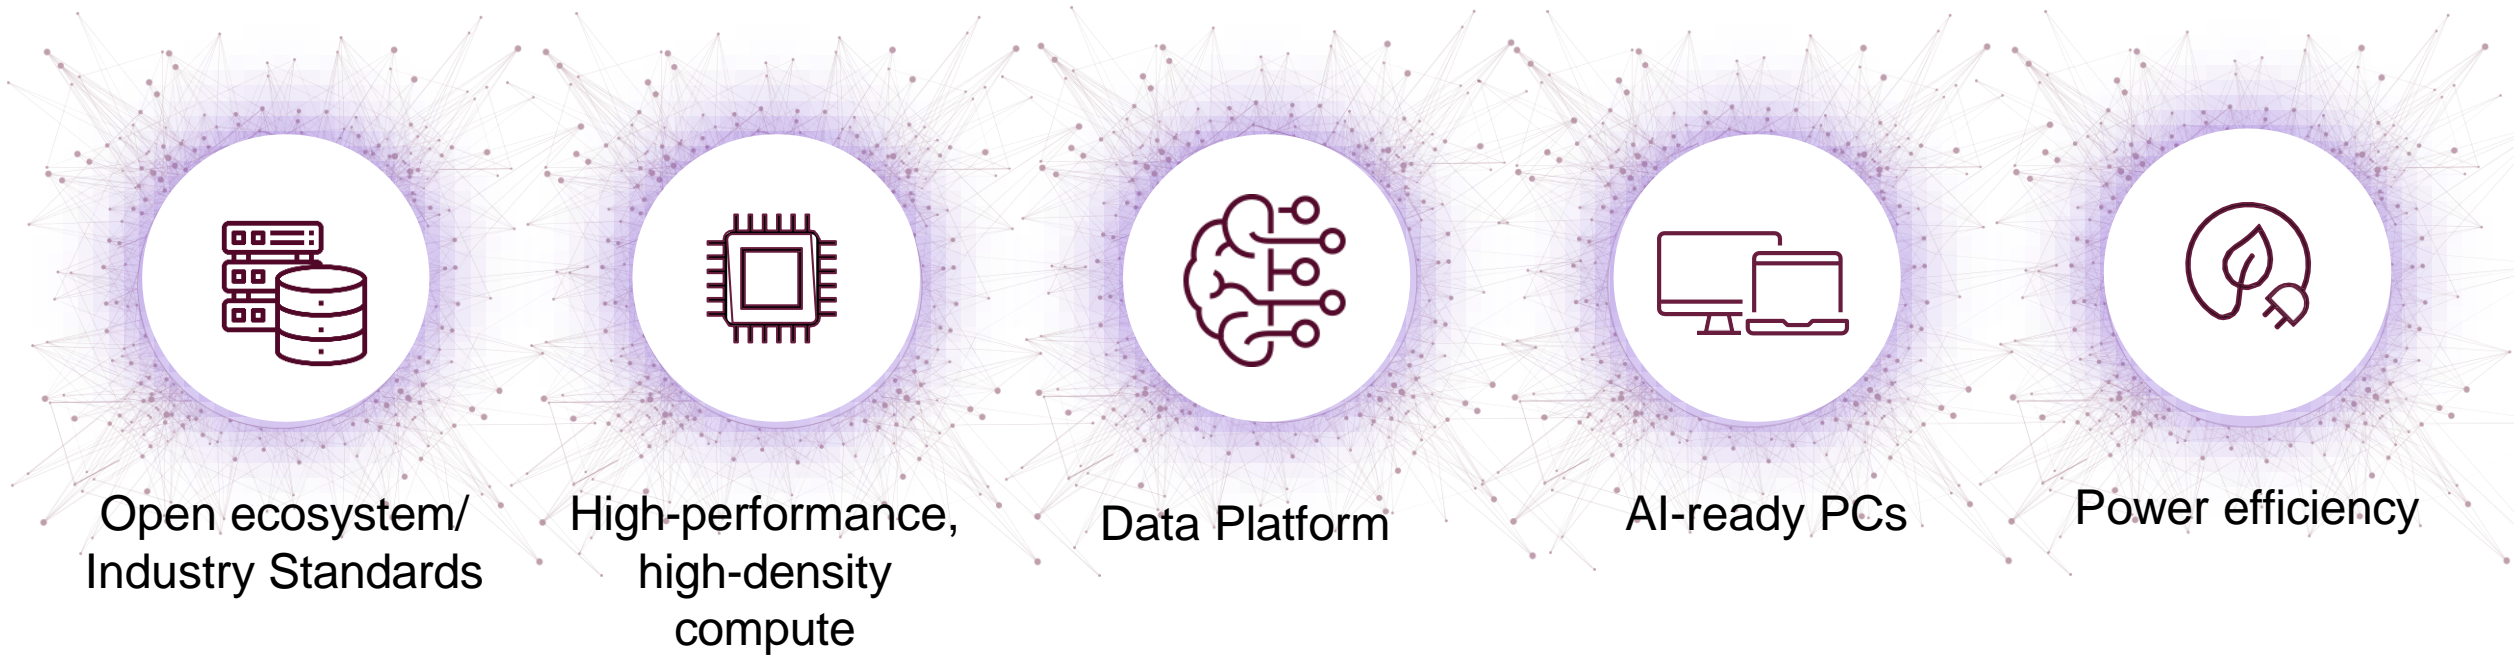 Open ecosystem/
Industry Standards
High-performance,
high-density
compute
Data Platform
AI-ready PCs
Power efficiency